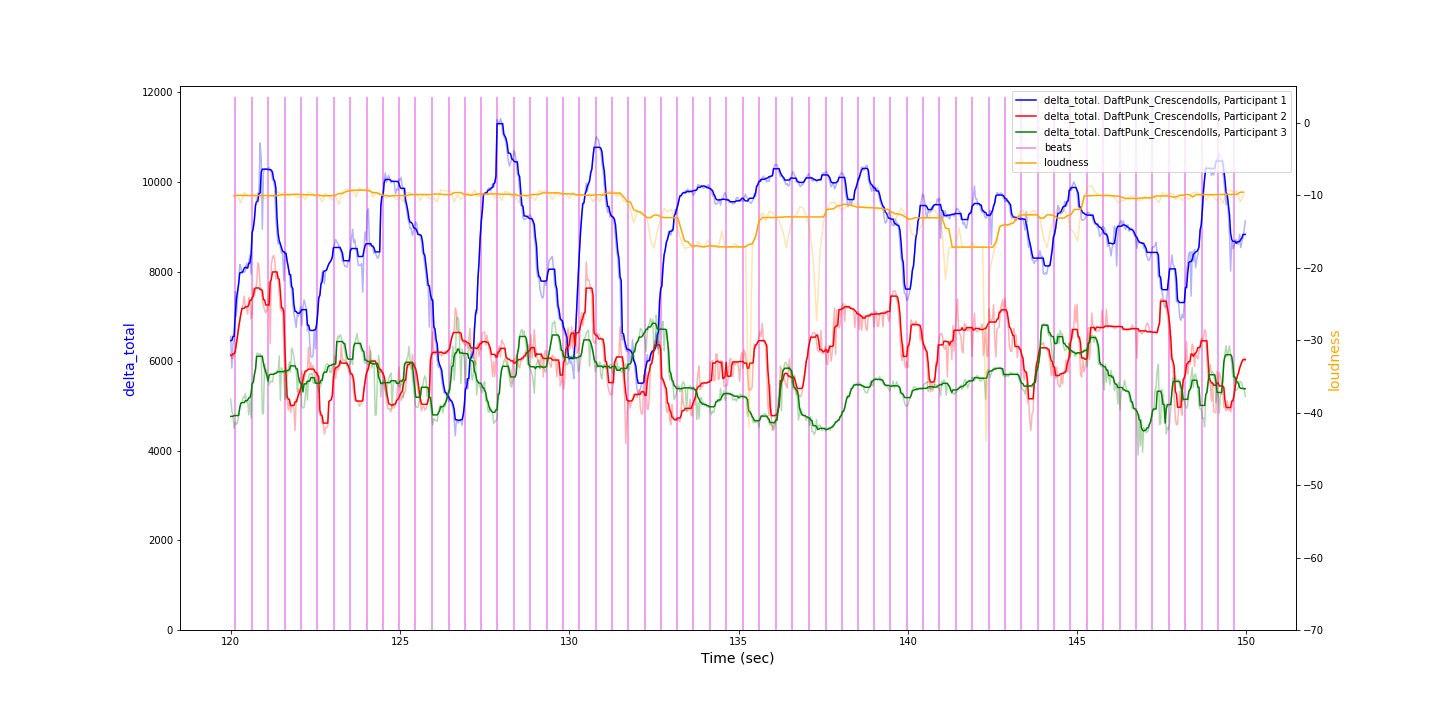 delta_total. DaftPunk_Crescendolls, Participant 1
delta_total. DaftPunk_Crescendolls, Participant 2
delta_total. DaftPunk_Crescendolls, Participant 3
beats
loudness
12000
10000
8000
6000
4000
2000
0
delta_total
0
−10
−20
−30
−40
−50
−60
−70
loudness
120
125
130
135
140
145
150
Time (sec)